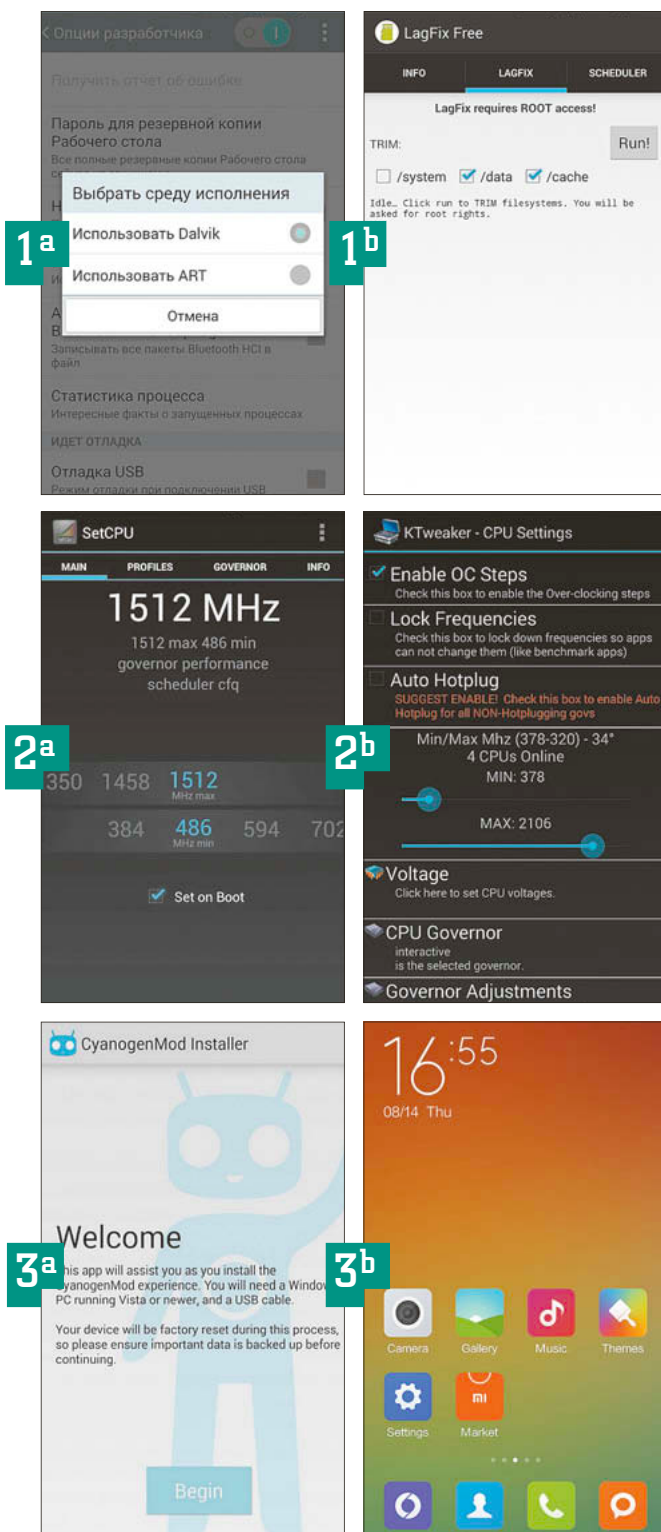 < Опции разработчика
Получить отчет об ошибке
Пароль для резервной копии
Рабочего стола
Все полные резервные копии Рабочего стола
Выбрать среду исполнения
Использовать Dalvik
Использовать ART
Отмена
Записывать все пакеты Bluetooth HCI в
файл
Статистика процесса
Интересные факты о запущенных процессах
ИДЕТ ОТЛАДКА
Отладка USB
Режим отладки при подключении USB
1a
LagFix Free
INFO LAGFIX SCHEDULER
LagFix requires ROOT access!
TRIM: Run!
/system /data /cache
Idle… Click run to TRIM filesystems. You will be
asked for root rights.
1b
SetCPU
MAIN PROFILES GOVERNOR INFO
1512 MHz
1512 max 486 min
governor performance
scheduler cfq
350 1458 1512
MHz max
384 486 594 702
MHz min
Set on Boot
2a
KTweaker - CPU Settings
Enable OC Steps
Check this box to enable the Over-clocking steps
Lock Frequencies
Check this box to lock down frequencies so apps
can not change them (like benchmark apps)
Auto Hotplug
SUGGEST ENABLE! Check this box to enable Auto
Hotplug for all NON-Hotplugging govs
Min/Max Mhz (378-320) - 34°
4 CPUs Online
MIN: 378
MAX: 2106
Voltage
Click here to set CPU voltages.
CPU Governor
interactive
is the selected governor.
Governor Adjustments
2b
CyanogenMod Installer
Welcome
his app will assist you as you install the
yanogenMod experience. You will need a Window
PC running Vista or newer, and a USB cable.
Your device will be factory reset during this process,
so please ensure important data is backed up before
continuing.
Begin
3a
16:55
08/14 Thu
Camera Gallery Music Themes
Settings Market
mi
3b